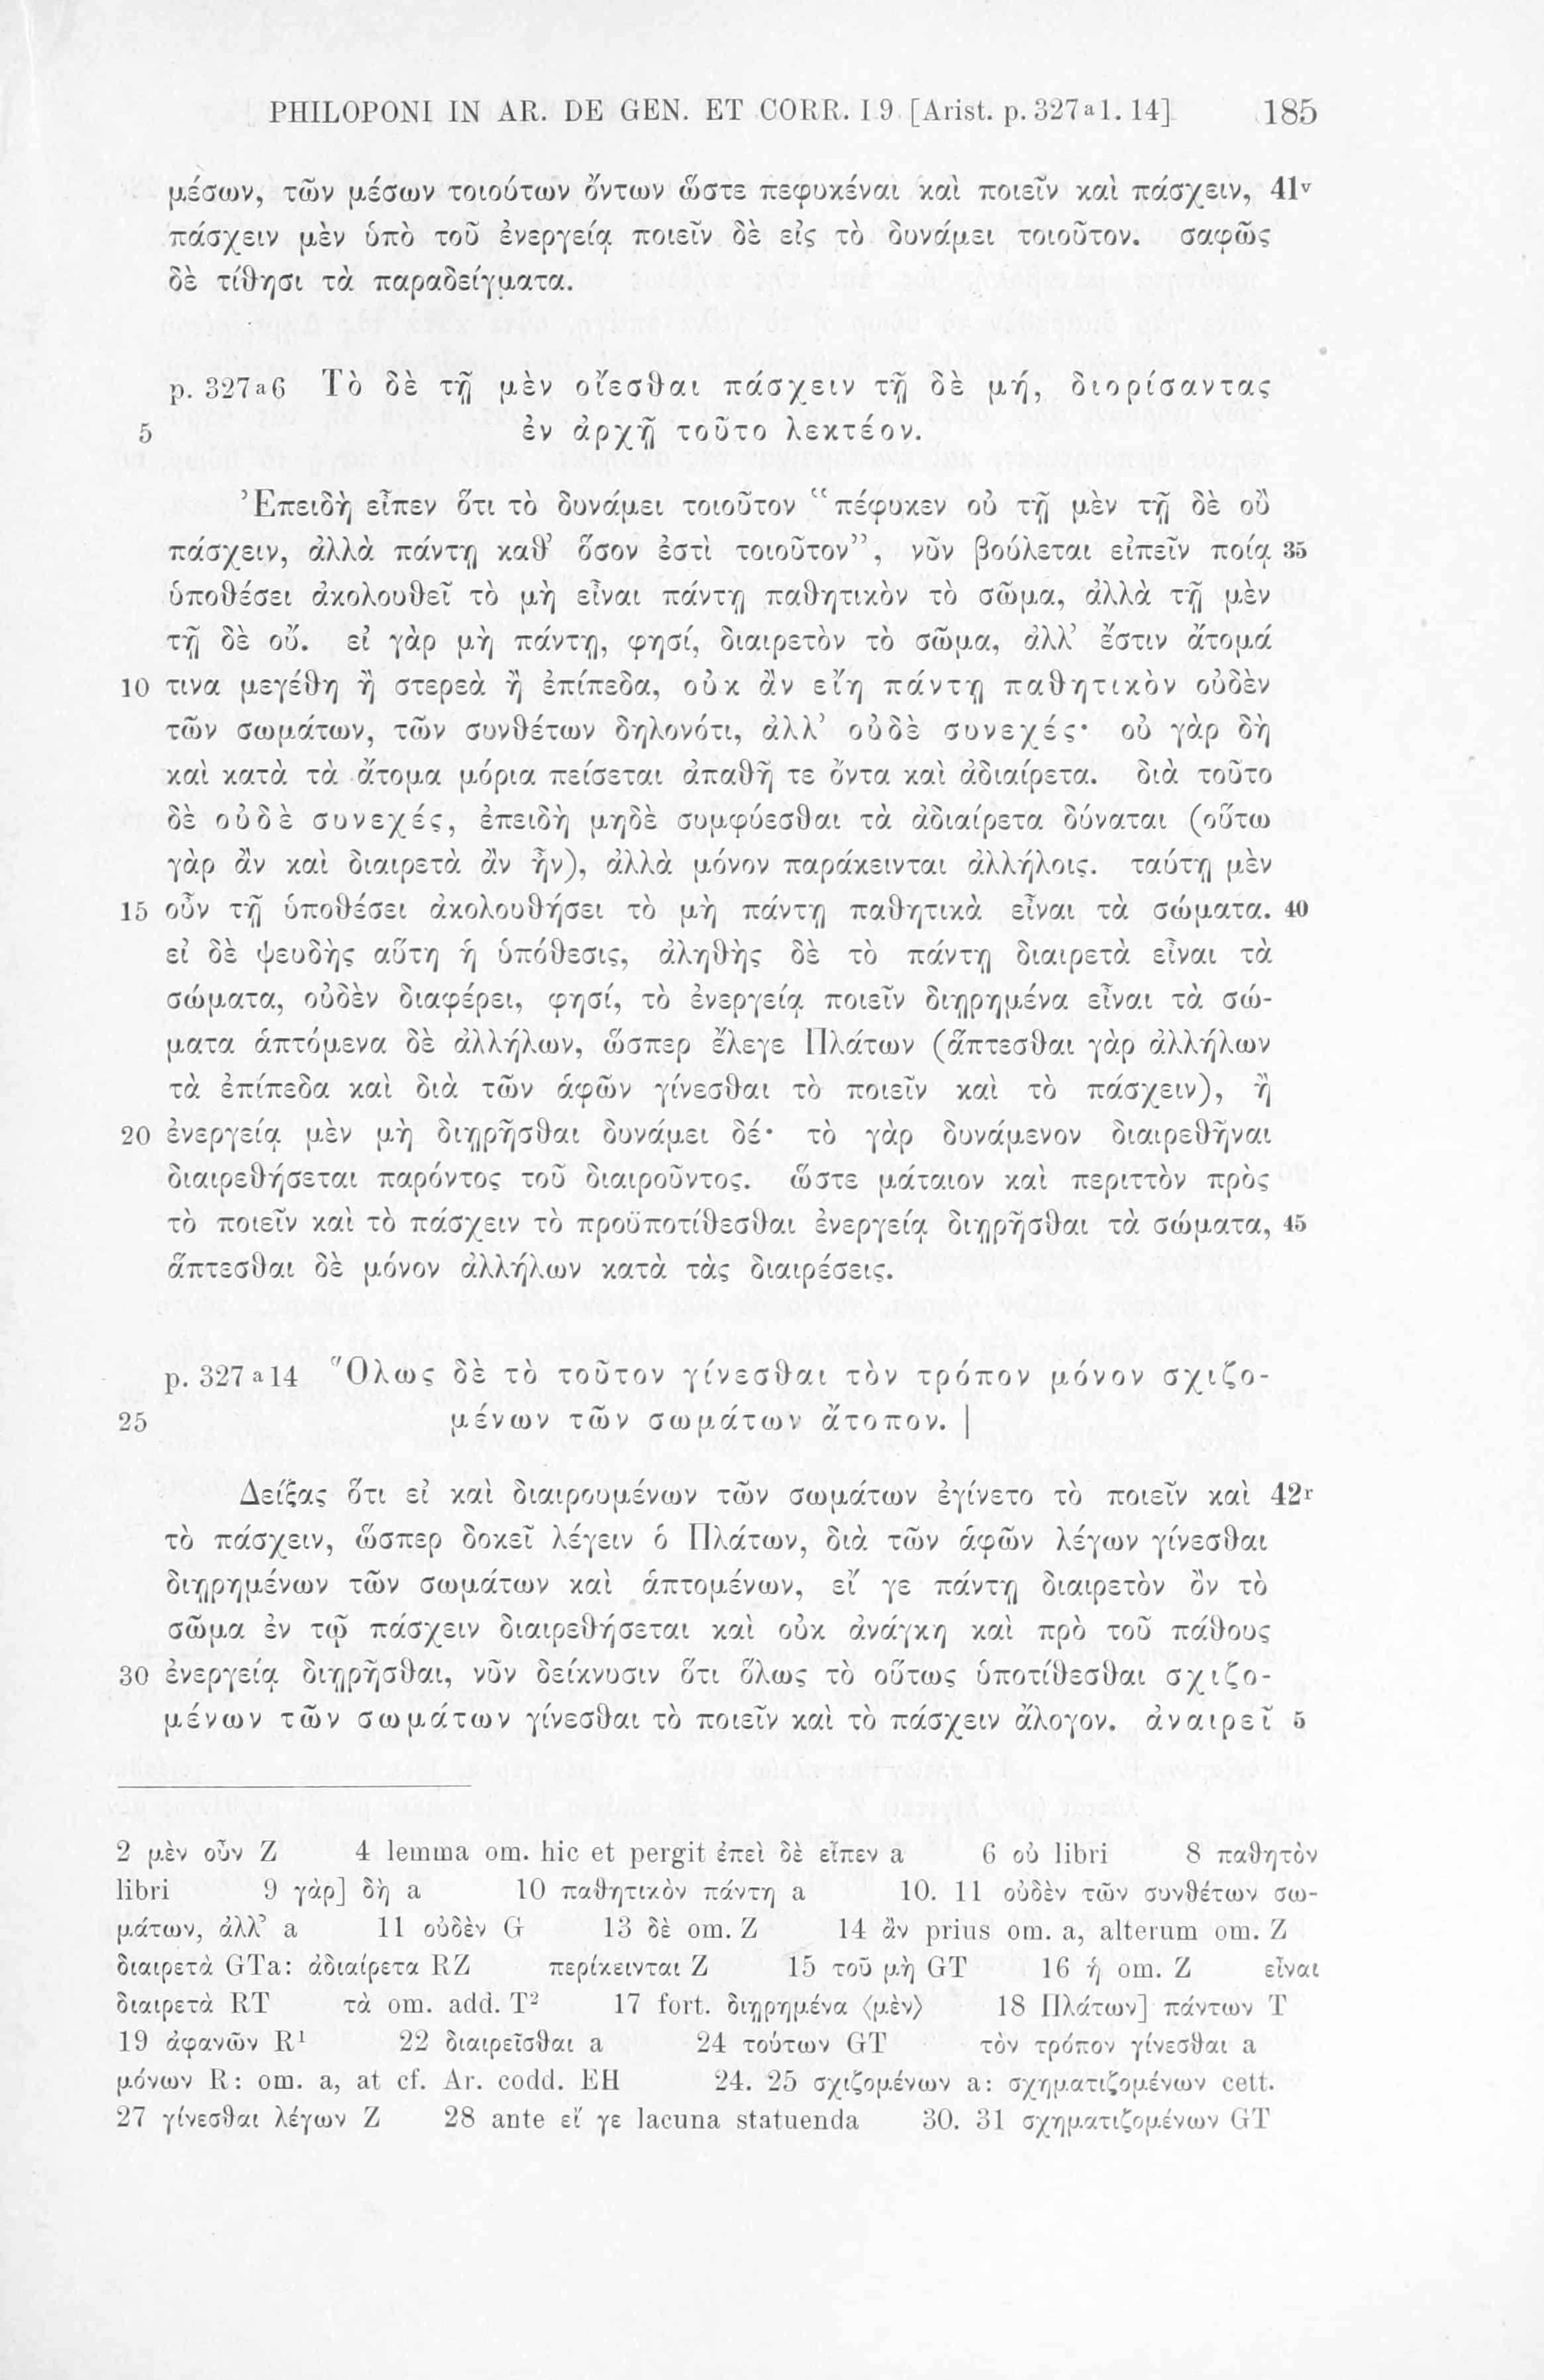 PHILOPONI IN AR. DE GEN. ET CORR. I 9 [Arist. p. 327a1. 14] 185
μέσων, τῶν μέσων τοιούτων ὄντων ὥστε πεφυκέναι καὶ ποιεῖν καὶ πάσχειν, 41v
πάσχειν μὲν ὑπὸ τοῦ ἐνεργείᾳ ποιεῖν δὲ εἰς τὸ δυνάμει τοιοῦτον. σαφῶς
δὲ τίθησι τὰ παραδείγματα.
p. 327a6 Τὸ δὲ τῇ μὲν οἴεσθαι πάσχειν τῇ δὲ μή, διορίσαντας
5 ἐν ἀρχῇ τοῦτο λεκτέον.
Ἐπειδὴ εἶπεν ὅτι τὸ δυνάμει τοιοῦτον “πέφυκεν οὐ τῇ μὲν τῇ δὲ οὒ
πάσχειν, ἀλλὰ πάντῃ καθ’ ὅσον ἐστὶ τοιοῦτον”, νῦν βούλεται εἰπεῖν ποίᾳ 35
ὑποθέσει ἀκολουθεῖ τὸ μὴ εἶναι πάντῃ παθητικὸν τὸ σῶμα, ἀλλὰ τῇ μὲν
τῇ δὲ οὔ. εἰ γὰρ μὴ πάντῃ, φησί, διαιρετὸν τὸ σῶμα, ἀλλ’ ἔστιν ἄτομά
10 τινα μεγέθη ἢ στερεὰ ἢ ἐπίπεδα, οὐκ ἂν εἴη πάντῃ παθητικὸν οὐδὲν
τῶν σωμάτων, τῶν συνθέτων δηλονότι, ἀλλ’ οὐδὲ συνεχές· οὐ γὰρ δὴ
καὶ κατὰ τὰ ἄτομα μόρια πείσεται ἀπαθῆ τε ὄντα καὶ ἀδιαίρετα. διὰ τοῦτο
δὲ οὐδὲ συνεχές, ἐπειδὴ μηδὲ συμφύεσθαι τὰ ἀδιαίρετα δύναται (οὕτω
γὰρ ἂν καὶ διαιρετὰ ἂν ἦν), ἀλλὰ μόνον παράκεινται ἀλλήλοις. ταύτῃ μὲν
15 οὖν τῇ ὑποθέσει ἀκολουθήσει τὸ μὴ πάντῃ παθητικὰ εἶναι τὰ σώματα. 40
εἰ δὲ ψευδὴς αὕτη ἡ ὑπόθεσις, ἀληθὴς δὲ τὸ πάντῃ διαιρετὰ εἶναι τὰ
σώματα, οὐδὲν διαφέρει, φησί, τὸ ἐνεργείᾳ ποιεῖν διῃρημένα εἶναι τὰ σώ-
ματα ἁπτόμενα δὲ ἀλλήλων, ὥσπερ ἔλεγε Πλάτων (ἅπτεσθαι γὰρ ἀλλήλων
τὰ ἐπίπεδα καὶ διὰ τῶν ἁφῶν γίνεσθαι τὸ ποιεῖν καὶ τὸ πάσχειν), ἢ
20 ἐνεργείᾳ μὲν μὴ διῃρῆσθαι δυνάμει δέ· τὸ γὰρ δυνάμενον διαιρεθῆναι
διαιρεθήσεται παρόντος τοῦ διαιροῦντος. ὥστε μάταιον καὶ περιττὸν πρὸς
τὸ ποιεῖν καὶ τὸ πάσχειν τὸ προϋποτίθεσθαι ἐνεργείᾳ διῃρῆσθαι τὰ σώματα, 45
ἅπτεσθαι δὲ μόνον ἀλλήλων κατὰ τὰς διαιρέσεις.
p. 327a14 Ὅλως δὲ τὸ τοῦτον γίνεσθαι τὸν τρόπον μόνον σχιζο-
25 μένων τῶν σωμάτων ἄτοπον. |
Δείξας ὅτι εἰ καὶ διαιρουμένων τῶν σωμάτων ἐγίνετο τὸ ποιεῖν καὶ 42r
τὸ πάσχειν, ὥσπερ δοκεῖ λέγειν ὁ Πλάτων, διὰ τῶν ἁφῶν λέγων γίνεσθαι
διῃρημένων τῶν σωμάτων καὶ ἁπτομένων, εἴ γε πάντῃ διαιρετὸν ὂν τὸ
σῶμα ἐν τῷ πάσχειν διαιρεθήσεται καὶ οὐκ ἀνάγκη καὶ πρὸ τοῦ πάθους
30 ἐνεργείᾳ διῃρῆσθαι, νῦν δείκνυσιν ὅτι ὅλως τὸ οὕτως ὑποτίθεσθαι σχιζο-
μένων τῶν σωμάτων γίνεσθαι τὸ ποιεῖν καὶ τὸ πάσχειν ἄλογον. ἀναιρεῖ 5
2 μὲν οὖν Z 4 lemma om. hic et pergit ἐπεὶ δὲ εἶπεν a 6 οὐ libri 8 παθητὸν
libri 9 γὰρ] δὴ a 10 παθητικὸν πάντη a 10. 11 οὐδὲν τῶν συνθέτων σω-
μάτων, ἀλλ’ a 11 οὐδὲν G 13 δὲ om. Z 14 ἂν prius om. a, alterum om. Z
διαιρετὰ GTa: ἀδιαίρετα RZ περίκεινται Z 15 τοῦ μὴ GT 16 ἡ om. Z εἶναι
διαιρετὰ RT τὰ om. add. T² 17 fort. διῃρημένα ⟨μὲν⟩ 18 Πλάτων] πάντων T
19 ἀφανῶν R¹ 22 διαιρεῖσθαι a 24 τούτων GT τὸν τρόπον γίνεσθαι a
μόνων R: om. a, at cf. Ar. codd. EH 24. 25 σχιζομένων a: σχηματιζομένων cett.
27 γίνεσθαι λέγων Z 28 ante εἴ γε lacuna statuenda 30. 31 σχηματιζομένων GT